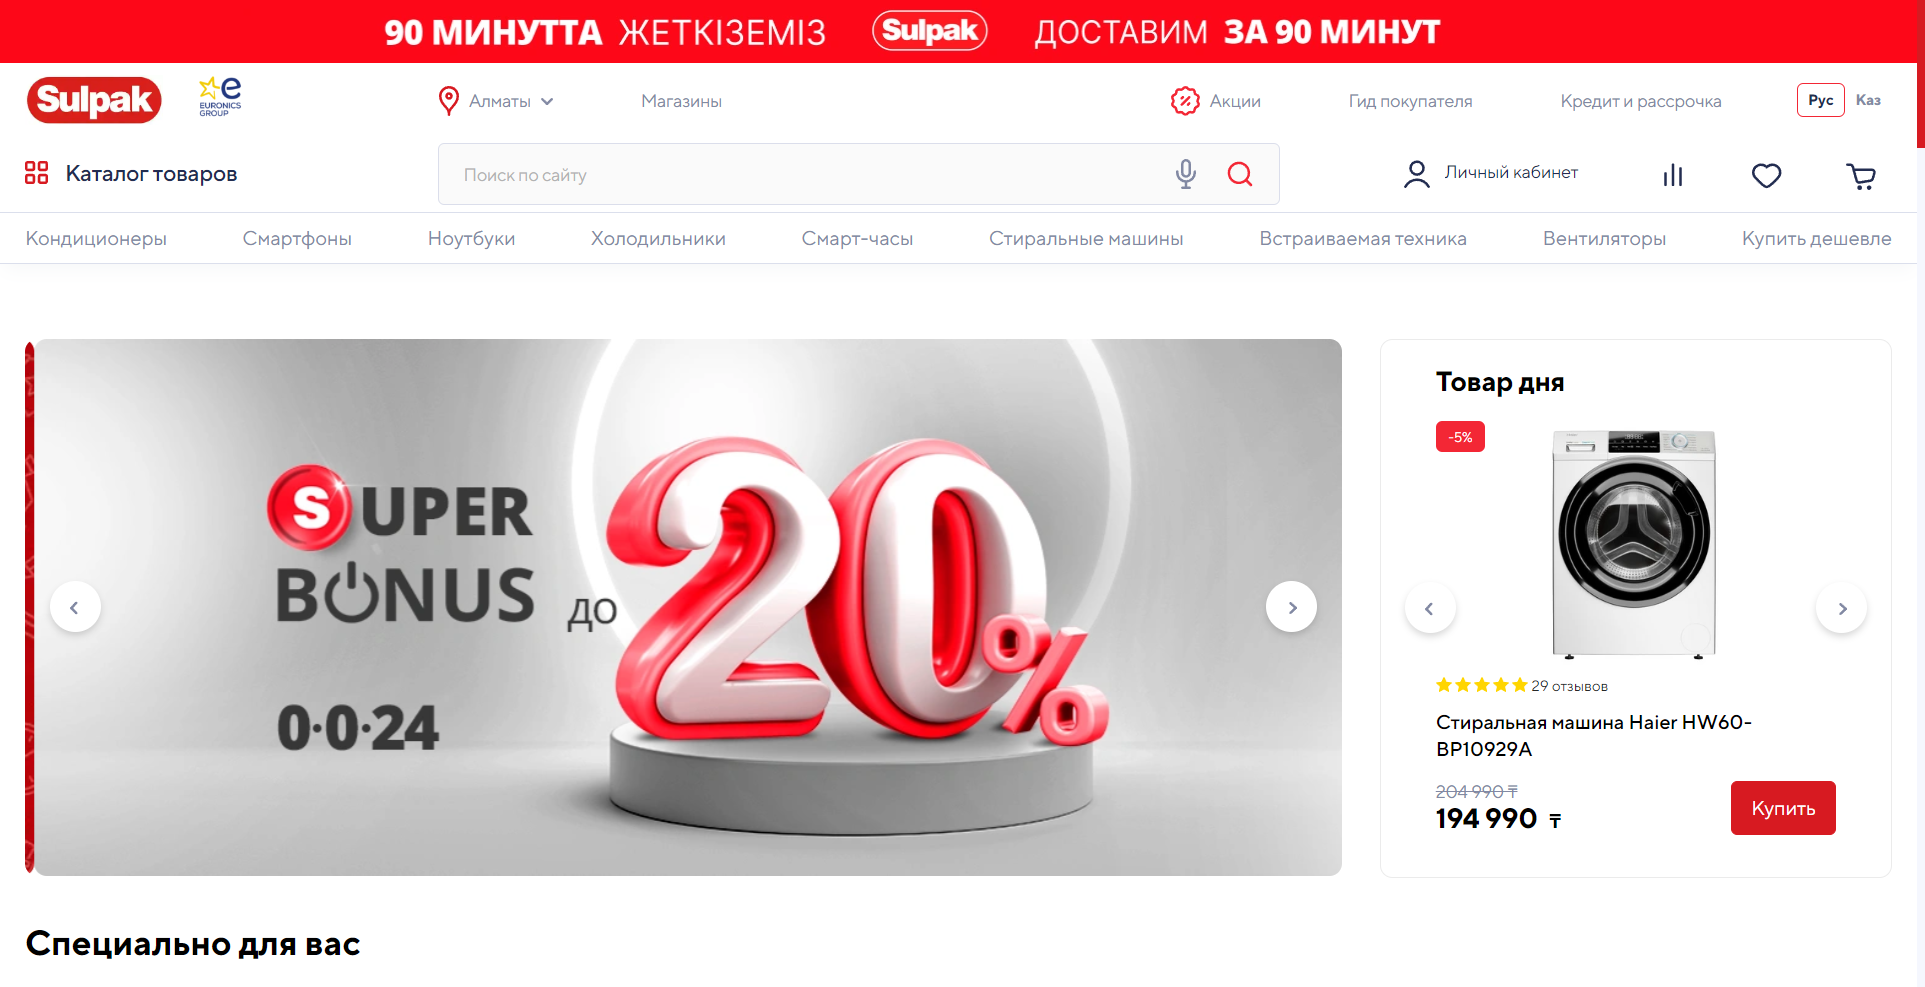 90 МИНУТТА ЖЕТКІЗЕМІЗ Sulpak ДОСТАВИМ ЗА 90 МИНУТ
Sulpak e EURONICS GROUP
Алматы Магазины Акции Гид покупателя Кредит и рассрочка Рус Каз
Каталог товаров Поиск по сайту Личный кабинет
Кондиционеры Смартфоны Ноутбуки Холодильники Смарт-часы Стиральные машины Встраиваемая техника Вентиляторы Купить дешевле
SUPER
BONUS ДО 20%
0·0·24
Товар дня
-5%
29 отзывов
Стиральная машина Haier HW60-
BP10929A
204 990 ₸
194 990 ₸
Купить
Специально для вас